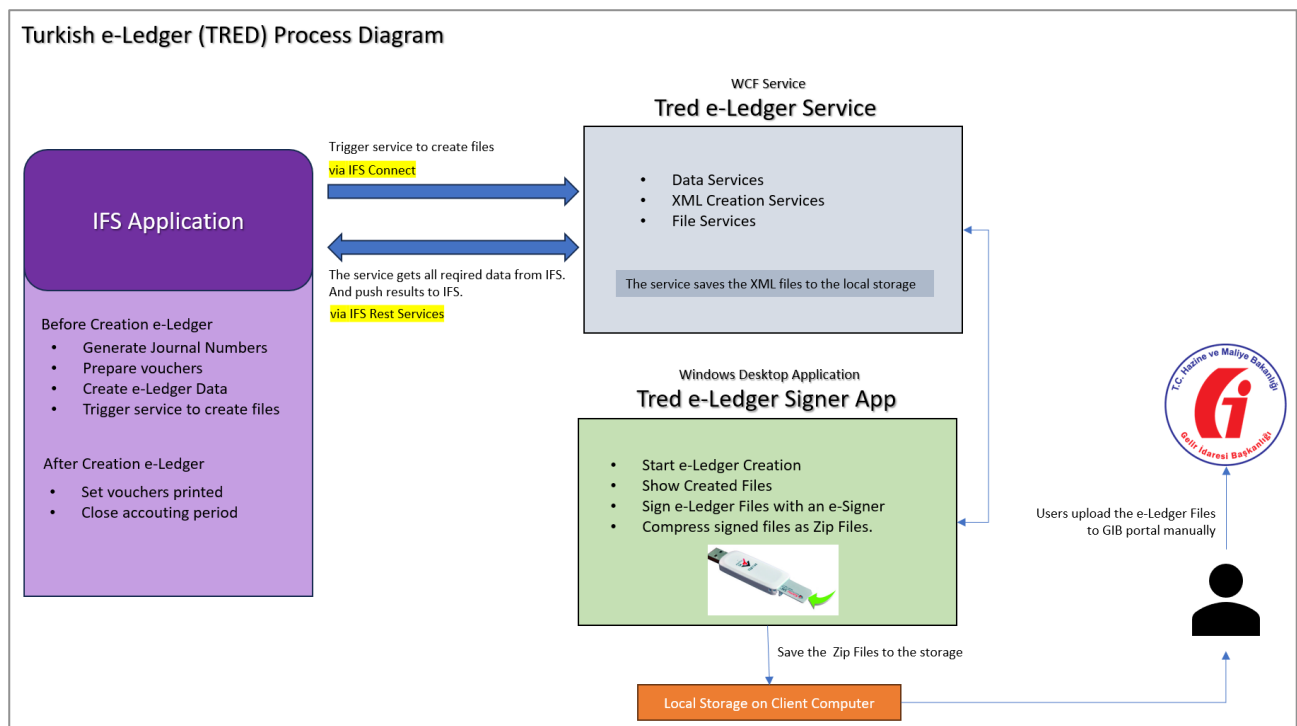 Turkish e-Ledger (TRED) Process Diagram
WCF Service
Tred e-Ledger Service
Trigger service to create files
via IFS Connect
IFS Application
• Data Services
• XML Creation Services
• File Services
The service saves the XML files to the local storage
The service gets all reqired data from IFS.
And push results to IFS.
via IFS Rest Services
Before Creation e-Ledger
• Generate Journal Numbers
• Prepare vouchers
• Create e-Ledger Data
• Trigger service to create files
After Creation e-Ledger
• Set vouchers printed
• Close accouting period
Windows Desktop Application
Tred e-Ledger Signer App
• Start e-Ledger Creation
• Show Created Files
• Sign e-Ledger Files with an e-Signer
• Compress signed files as Zip Files.
Save the Zip Files to the storage
Local Storage on Client Computer
T.C. Hazine ve Maliye Bakanlığı
Gelir İdaresi Başkanlığı
Users upload the e-Ledger Files
to GIB portal manually